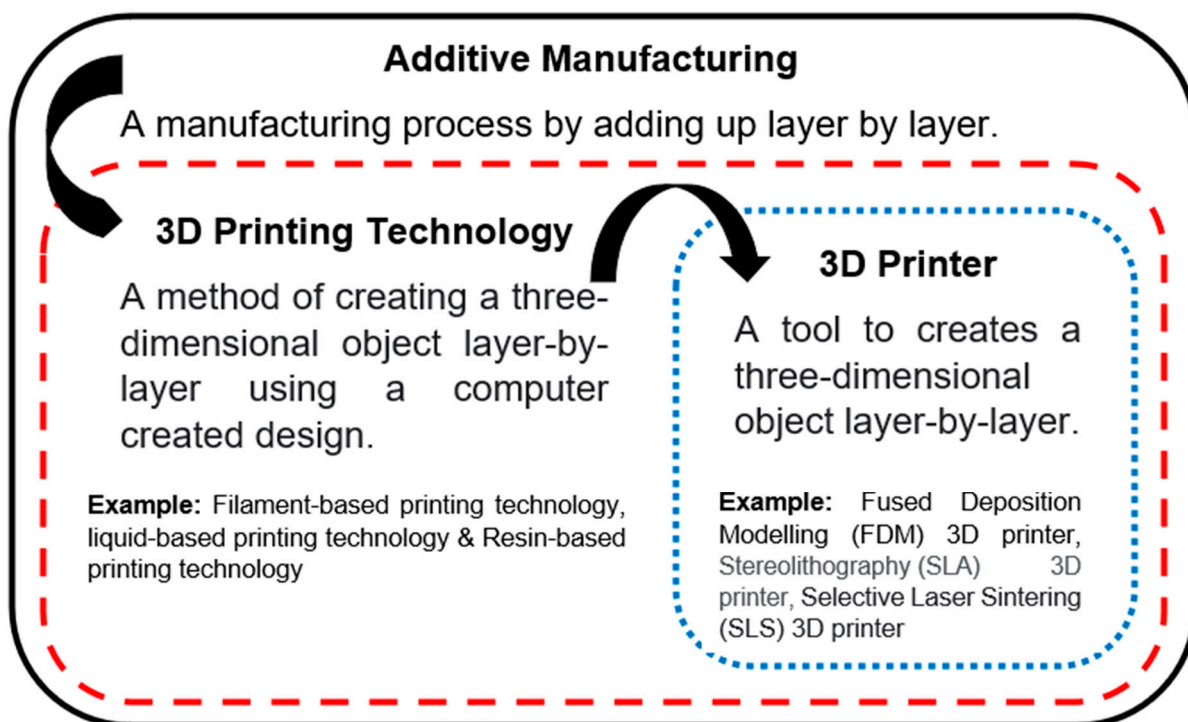 Additive Manufacturing
A manufacturing process by adding up layer by layer.
3D Printing Technology
A method of creating a three-
dimensional object layer-by-
layer using a computer
created design.
Example: Filament-based printing technology,
liquid-based printing technology & Resin-based
printing technology
3D Printer
A tool to creates a
three-dimensional
object layer-by-layer.
Example: Fused Deposition
Modelling (FDM) 3D printer,
Stereolithography (SLA) 3D
printer, Selective Laser Sintering
(SLS) 3D printer